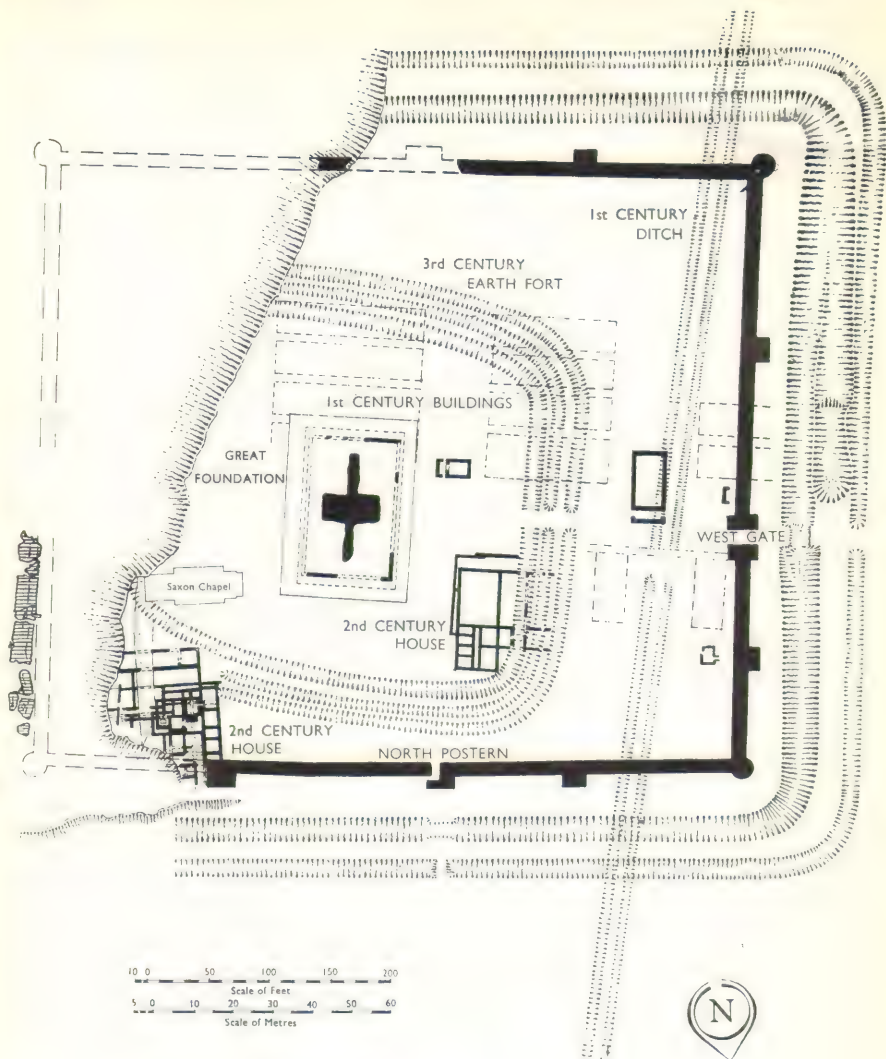 1st CENTURY
DITCH
3rd CENTURY
EARTH FORT
1st CENTURY BUILDINGS
GREAT
FOUNDATION
WEST GATE
Saxon Chapel
2nd CENTURY
HOUSE
2nd CENTURY
HOUSE
NORTH POSTERN
10 0 50 100 150 200
Scale of Feet
5 0 10 20 30 40 50 60
Scale of Metres
N